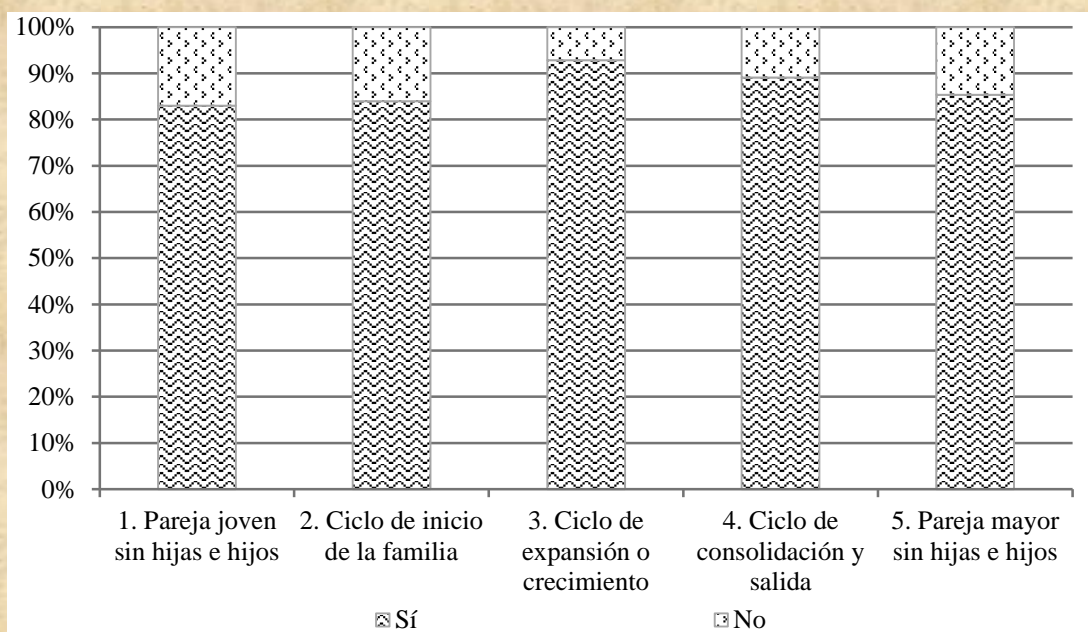 100%
90%
80%
70%
60%
50%
40%
30%
20%
10%
0%
1. Pareja joven
sin hijas e hijos
2. Ciclo de inicio
de la familia
3. Ciclo de
expansión o
crecimiento
4. Ciclo de
consolidación y
salida
5. Pareja mayor
sin hijas e hijos
Sí
No